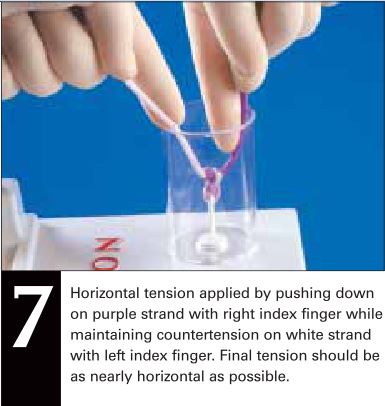 ON
7
Horizontal tension applied by pushing down
on purple strand with right index finger while
maintaining countertension on white strand
with left index finger. Final tension should be
as nearly horizontal as possible.